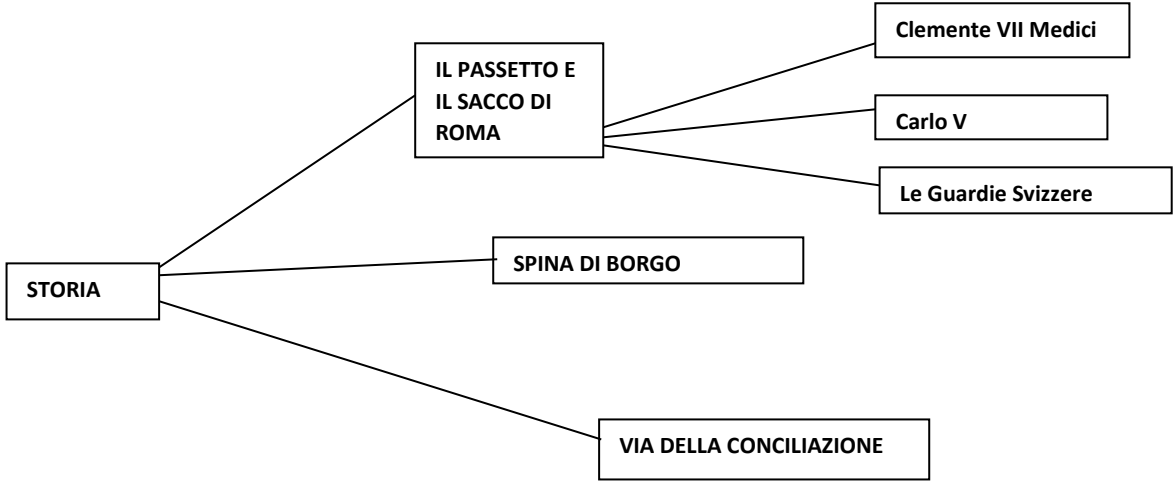 Clemente VII Medici
IL PASSETTO E
IL SACCO DI
ROMA
Carlo V
Le Guardie Svizzere
SPINA DI BORGO
STORIA
VIA DELLA CONCILIAZIONE